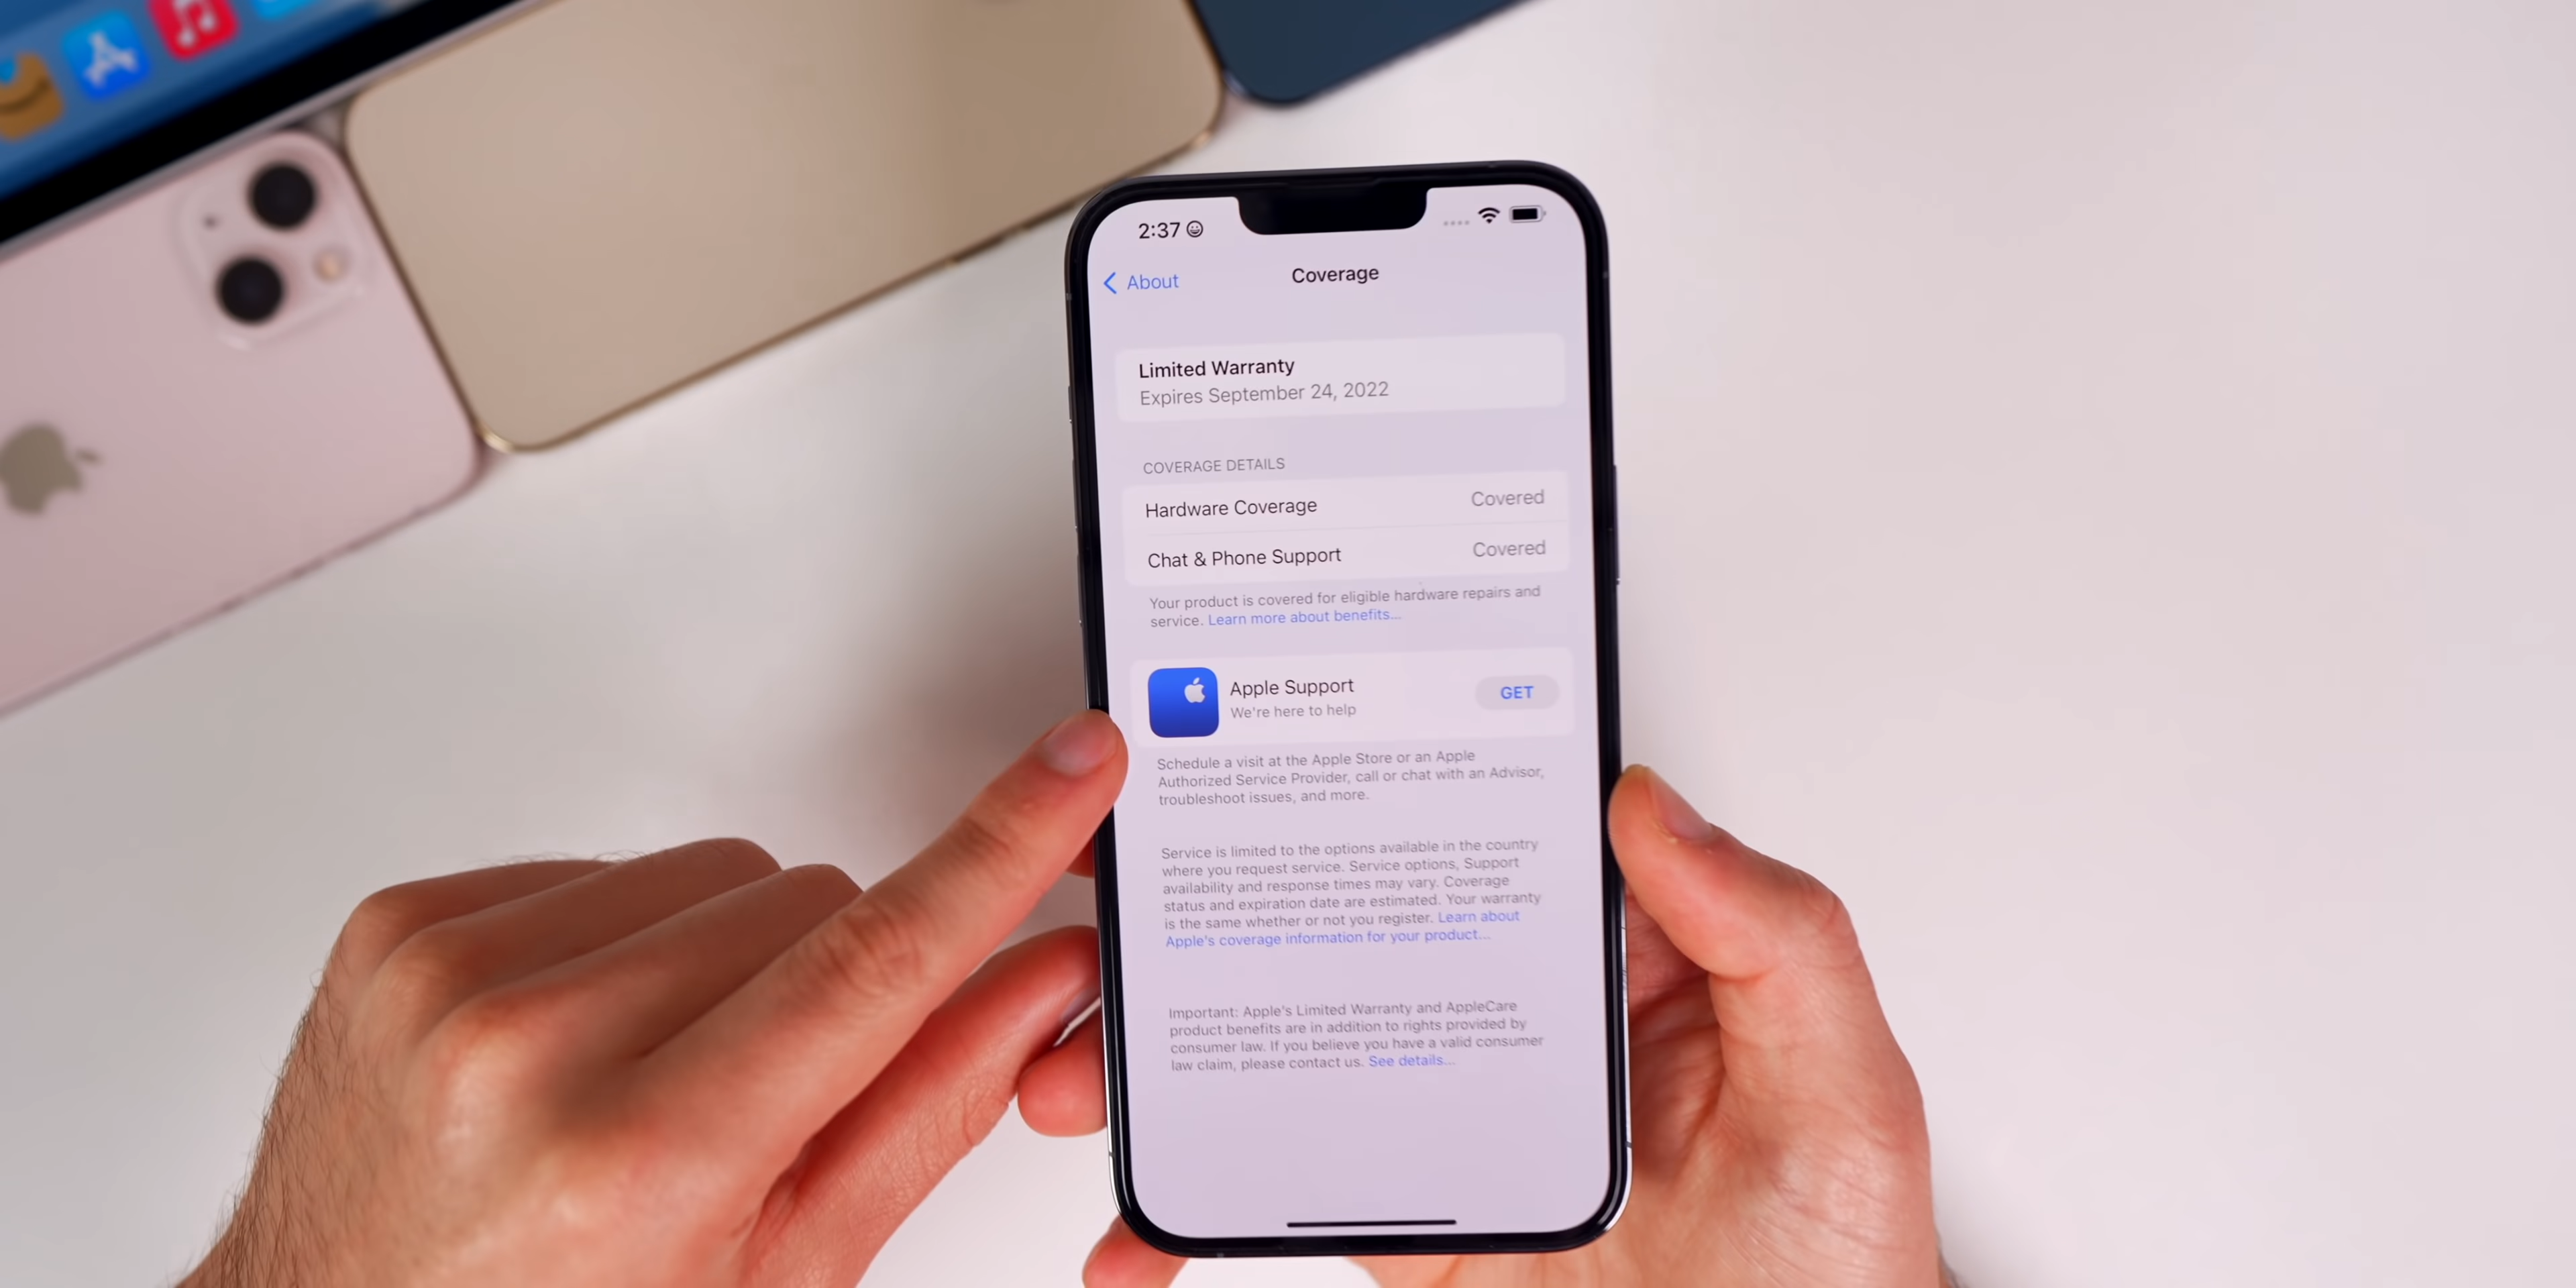 2:37
About
Coverage
Limited Warranty
Expires September 24, 2022
COVERAGE DETAILS
Hardware Coverage Covered
Chat & Phone Support Covered
Your product is covered for eligible hardware repairs and
service. Learn more about benefits...
Apple Support
We're here to help
GET
Schedule a visit at the Apple Store or an Apple
Authorized Service Provider, call or chat with an Advisor,
troubleshoot issues, and more.
Service is limited to the options available in the country
where you request service. Service options, Support
availability and response times may vary. Coverage
status and expiration date are estimated. Your warranty
is the same whether or not you register. Learn about
Apple's coverage information for your product...
Important: Apple's Limited Warranty and AppleCare
product benefits are in addition to rights provided by
consumer law. If you believe you have a valid consumer
law claim, please contact us. See details...